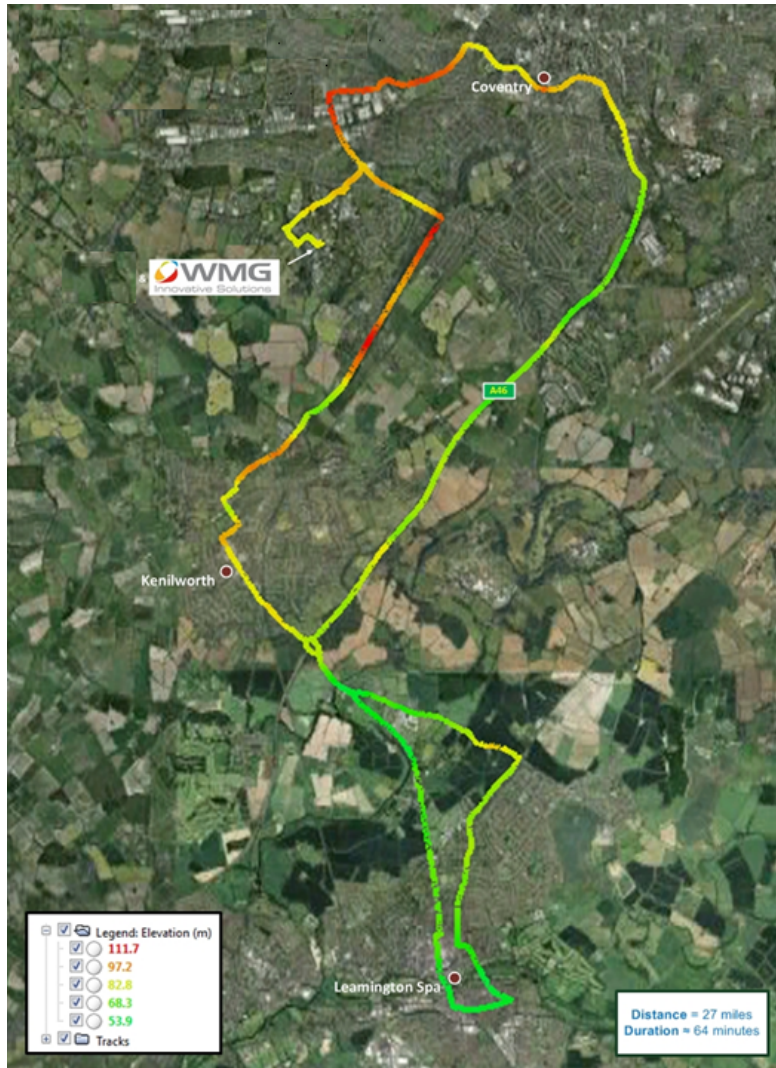 Coventry
WMG
Innovative Solutions
A46
Kenilworth
Leamington Spa
Legend: Elevation (m)
111.7
97.2
82.8
68.3
53.9
Tracks
Distance = 27 miles
Duration ≈ 64 minutes